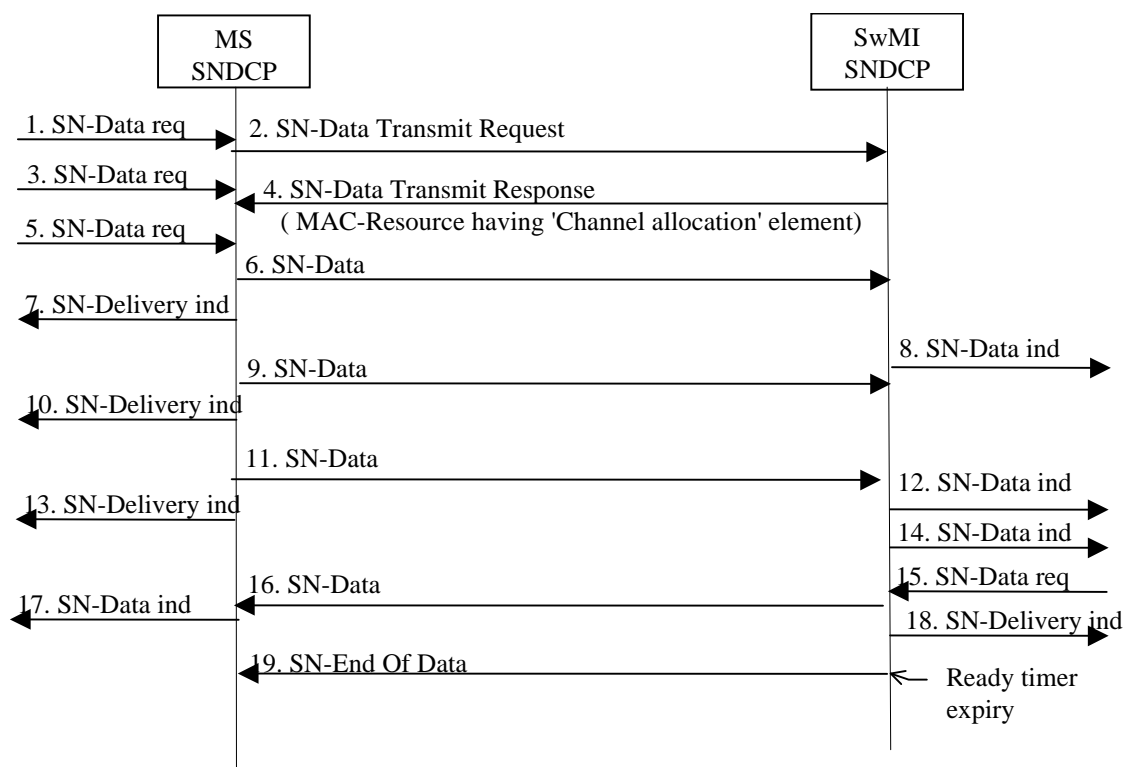 MS
SNDCP
SwMI
SNDCP
1. SN-Data req
2. SN-Data Transmit Request
3. SN-Data req
4. SN-Data Transmit Response
( MAC-Resource having 'Channel allocation' element)
5. SN-Data req
6. SN-Data
7. SN-Delivery ind
8. SN-Data ind
9. SN-Data
10. SN-Delivery ind
11. SN-Data
12. SN-Data ind
13. SN-Delivery ind
14. SN-Data ind
15. SN-Data req
16. SN-Data
17. SN-Data ind
18. SN-Delivery ind
19. SN-End Of Data
Ready timer
expiry